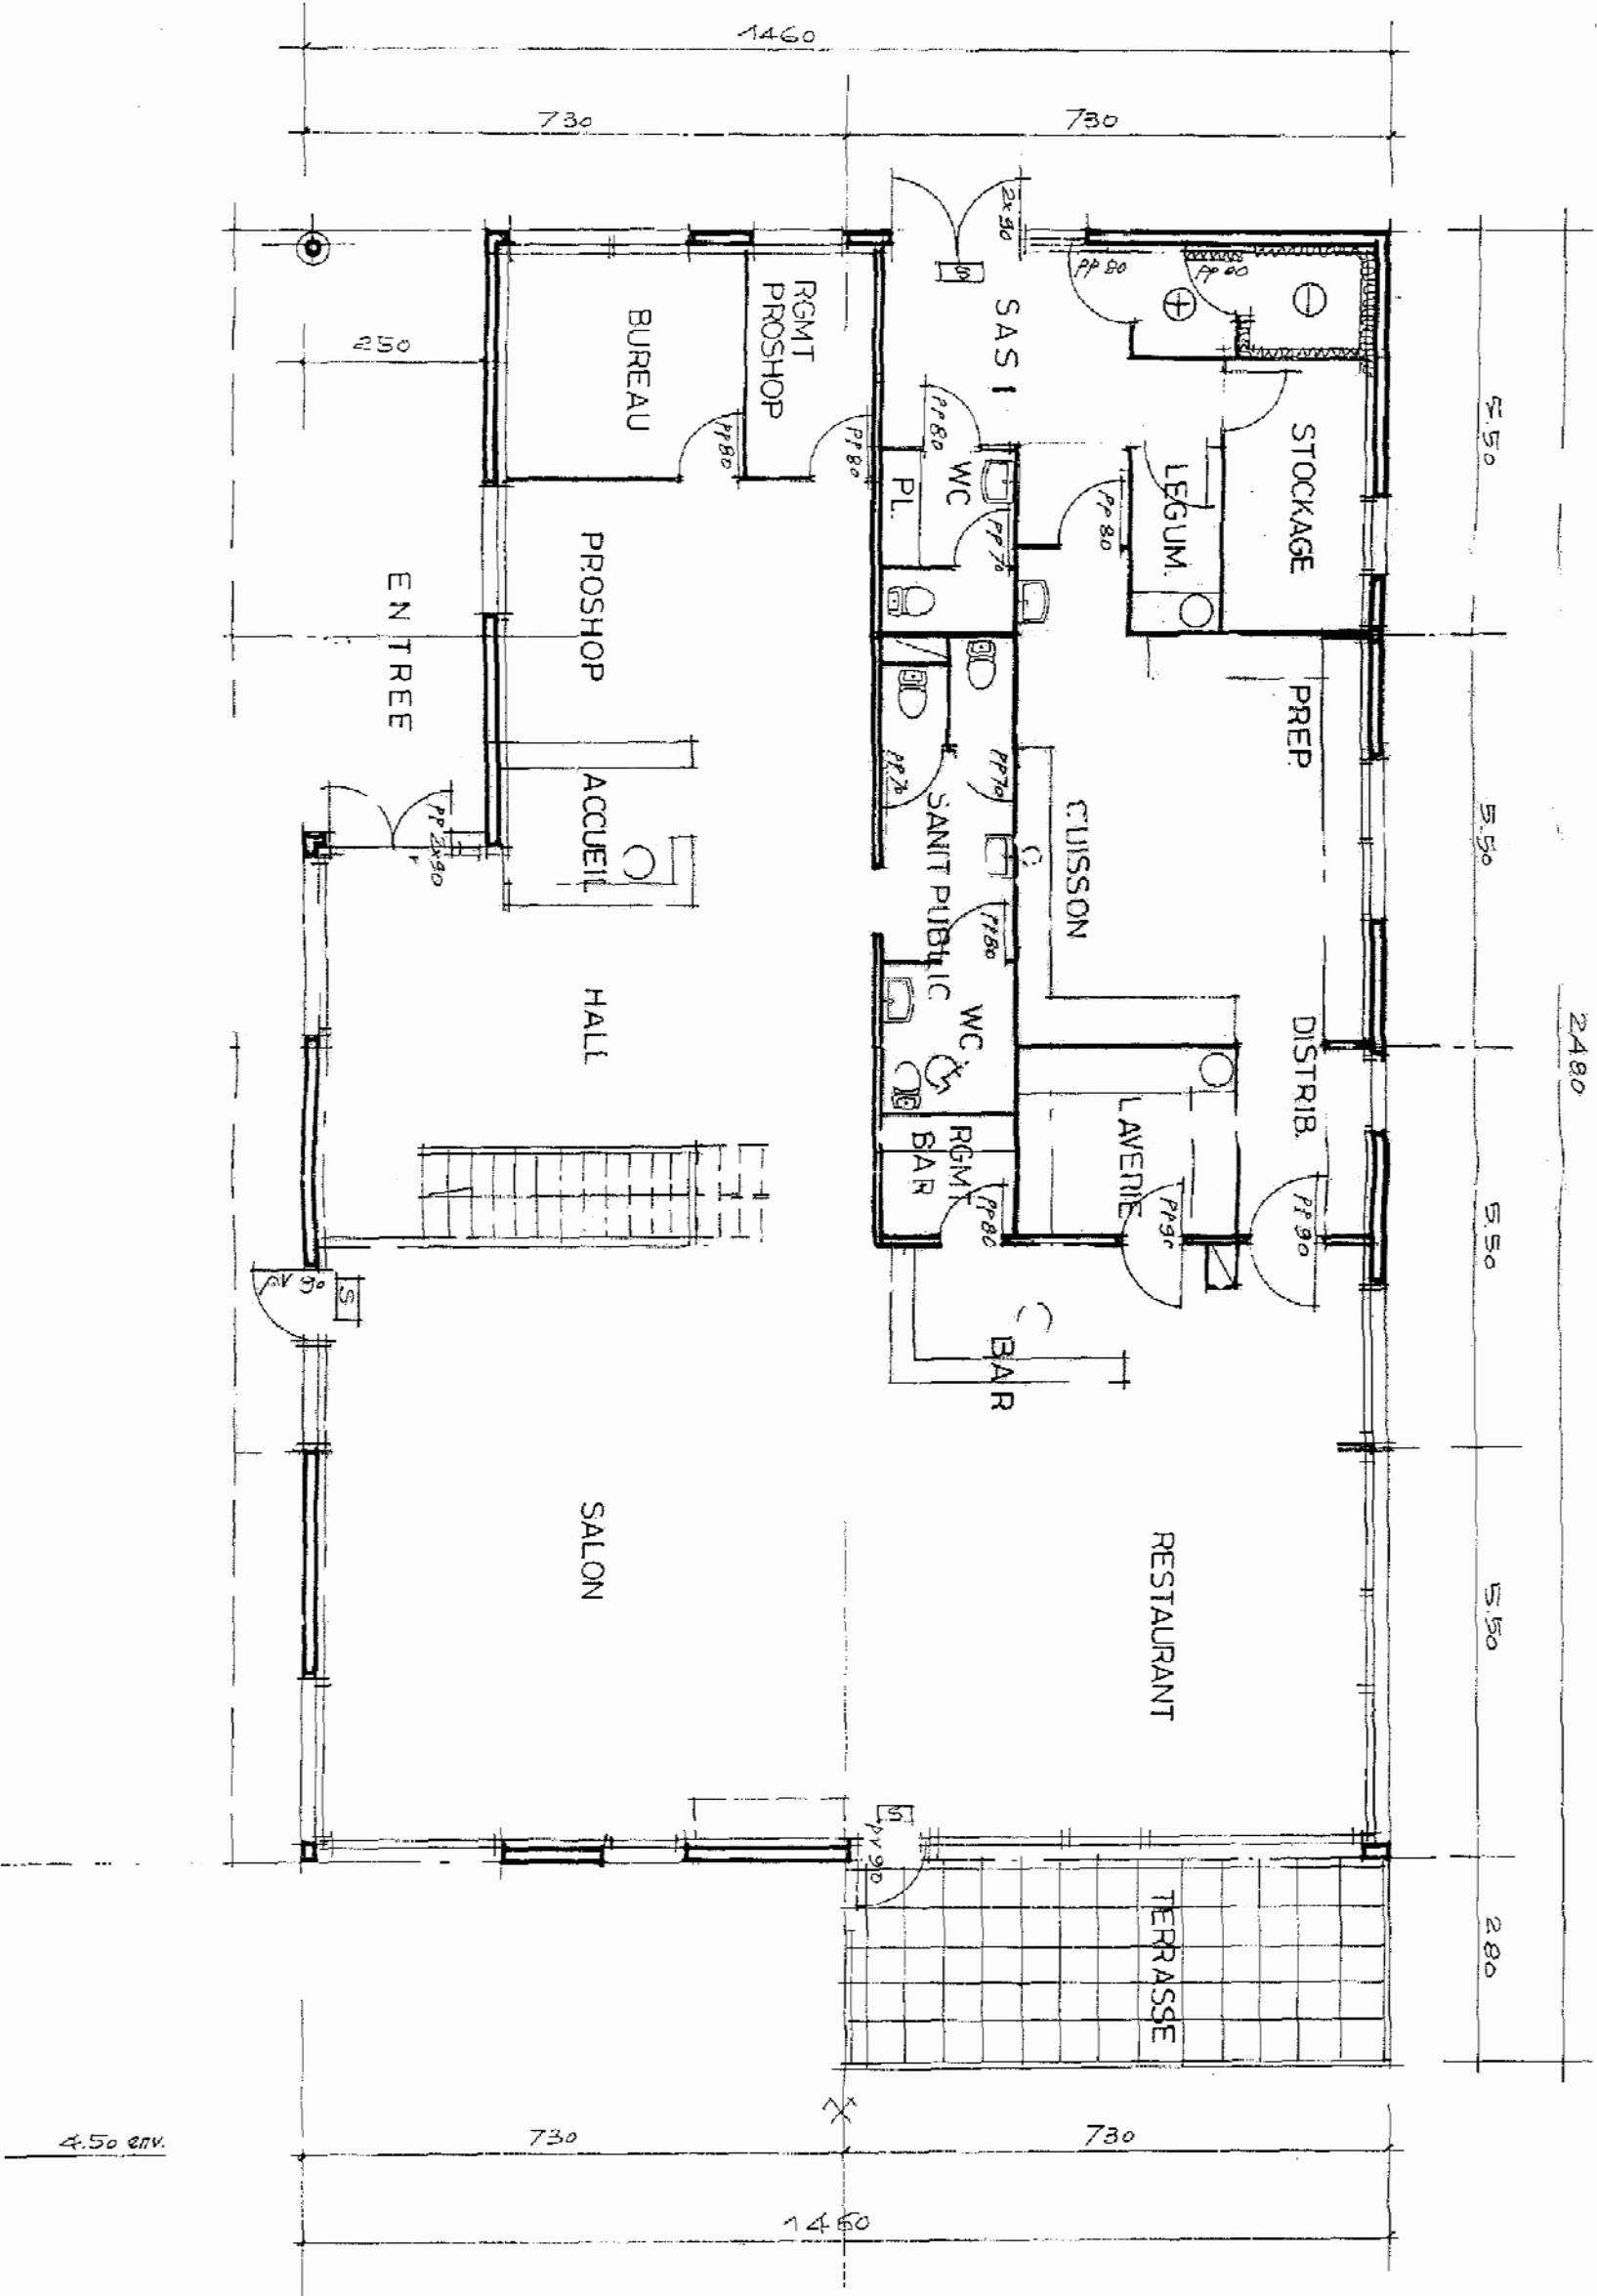 1460
730
730
2x90
S
PP 80
PP 80
SAS
RGMT
PROSHOP
BUREAU
250
5.50
PP 80
PP 80
PP 80
STOCKAGE
LEGUM.
WC
PL.
PP 80
PP 70
PROSHOP
ENTREE
PREP.
PP 70
PP 70
SANIT PUBLIC
CUISSON
ACCUEIL
PP 2x90
5.50
PP 80
HALL
WC
DISTRIB.
2480
LAVERIE
RGMT
BAR
PP 80
PP 90
PP 90
5.50
PV 90
S
BAR
SALON
RESTAURANT
5.50
S
PV 90
TERRASSE
280
4.50 env.
730
730
1460